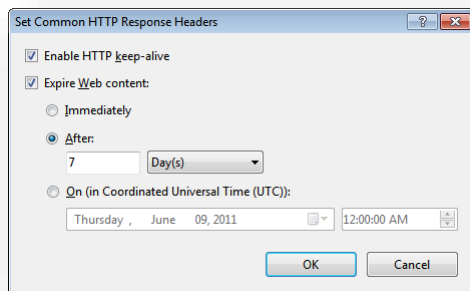 Set Common HTTP Response Headers
Enable HTTP keep-alive
Expire Web content:
Immediately
After:
7 Day(s)
On (in Coordinated Universal Time (UTC)):
Thursday , June 09, 2011 12:00:00 AM
OK Cancel